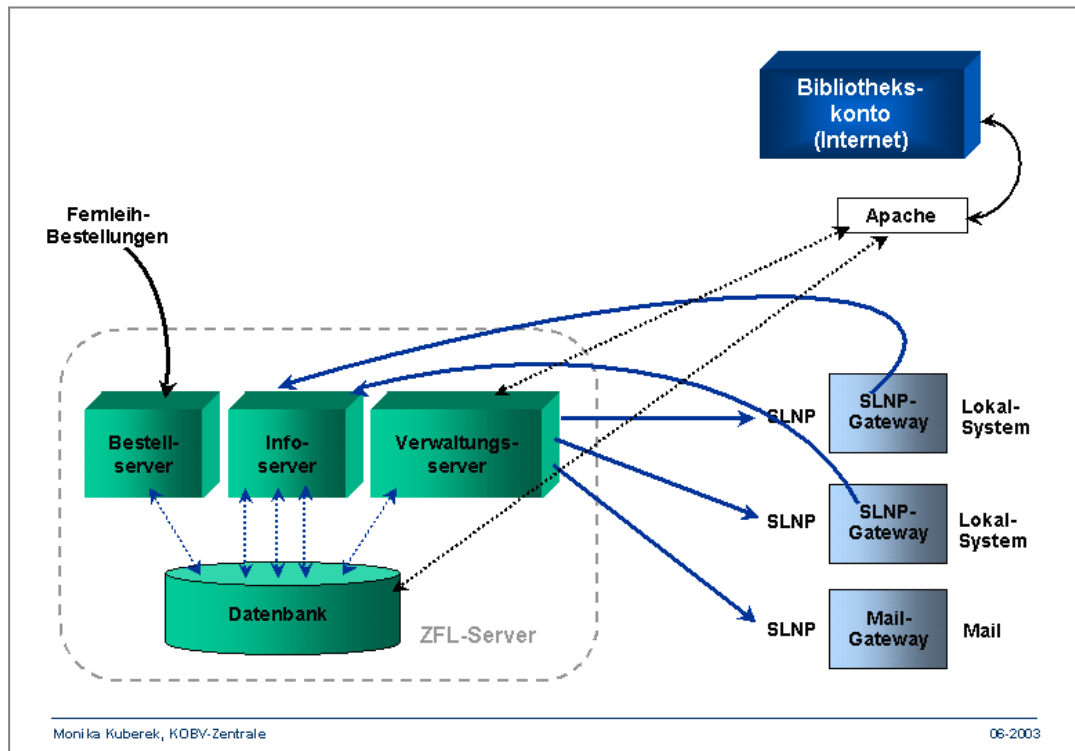 Bibliotheks-
konto
(Internet)
Apache
Fernleih-
Bestellungen
Bestell-
server
Info-
server
Verwaltungs-
server
SLNP
SLNP-
Gateway
Lokal-
System
SLNP
SLNP-
Gateway
Lokal-
System
SLNP
Mail-
Gateway
Mail
Datenbank
ZFL-Server
Monika Kuberek, KOBV-Zentrale
06-2003